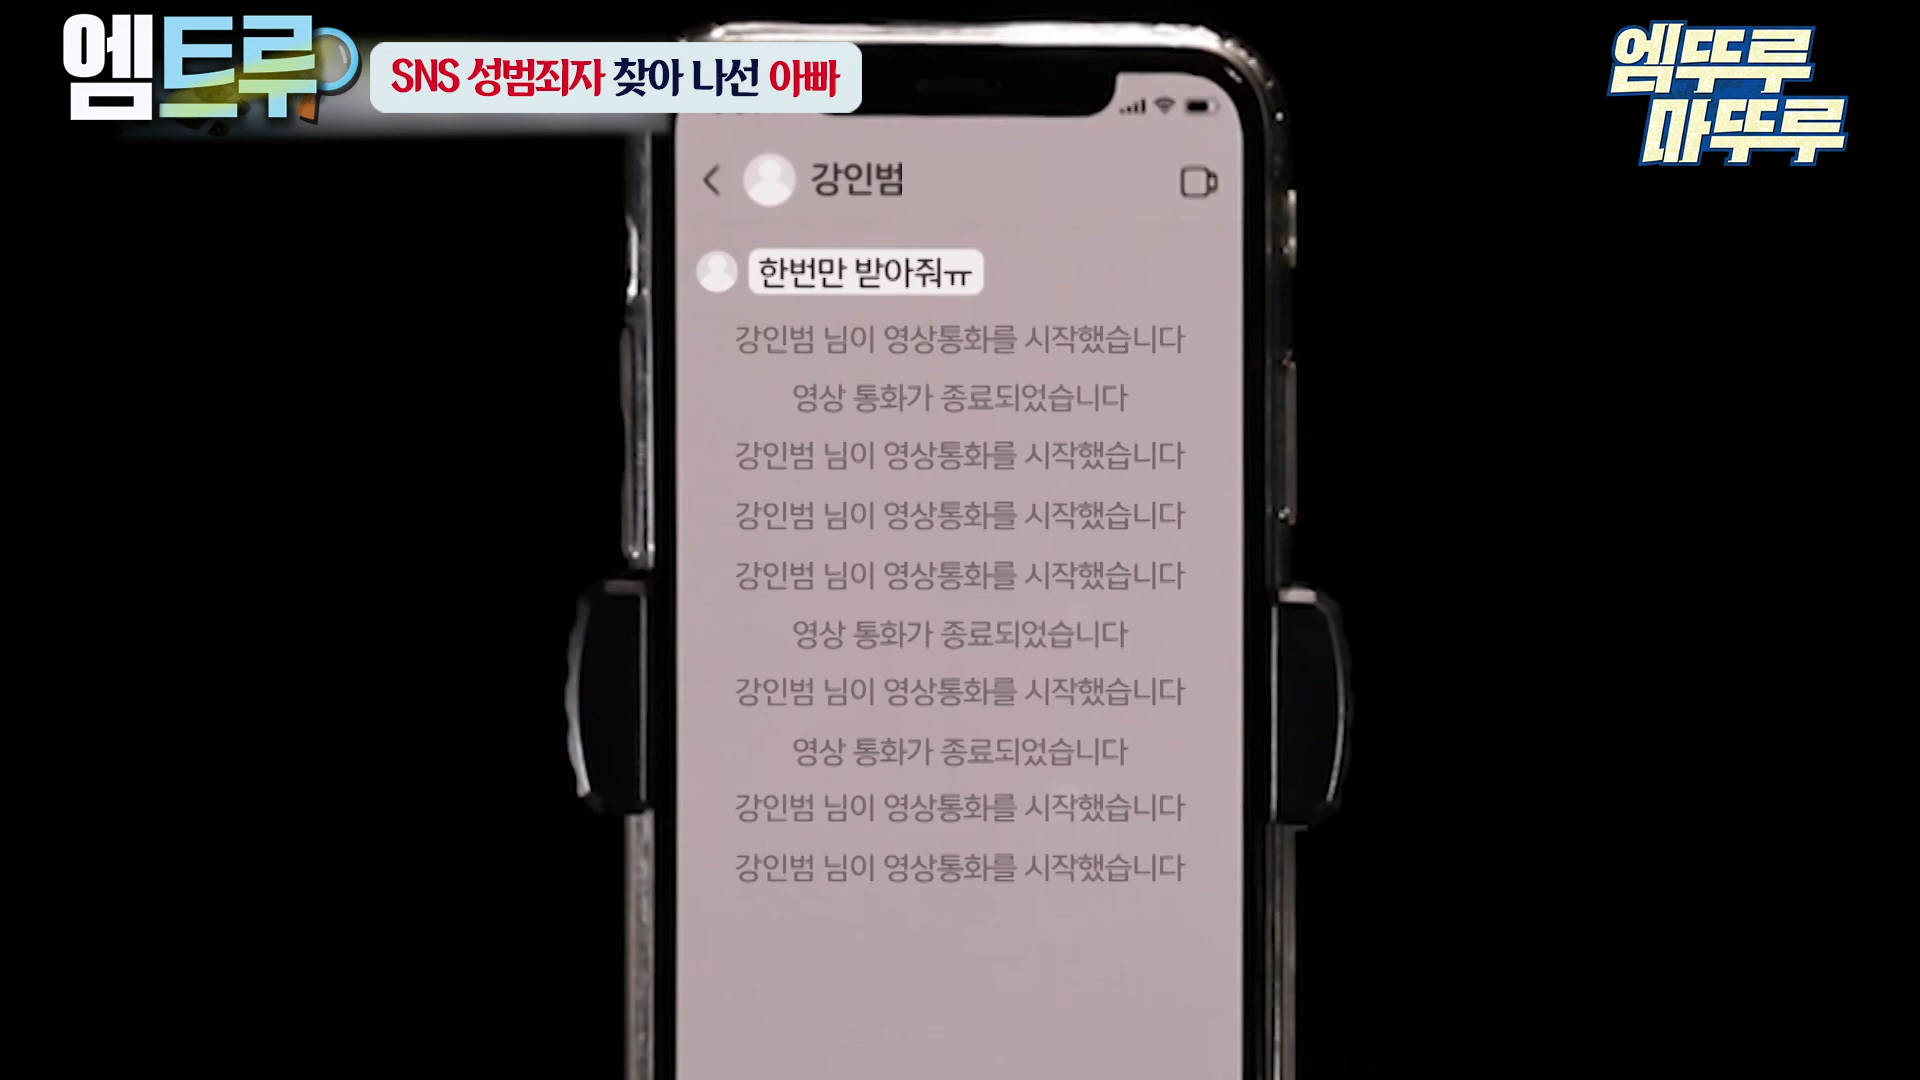 엠트루
SNS 성범죄자 찾아 나선 아빠
엠뚜루
마뚜루
강인범
한번만 받아줘ㅠ
강인범 님이 영상통화를 시작했습니다
영상 통화가 종료되었습니다
강인범 님이 영상통화를 시작했습니다
강인범 님이 영상통화를 시작했습니다
강인범 님이 영상통화를 시작했습니다
영상 통화가 종료되었습니다
강인범 님이 영상통화를 시작했습니다
영상 통화가 종료되었습니다
강인범 님이 영상통화를 시작했습니다
강인범 님이 영상통화를 시작했습니다